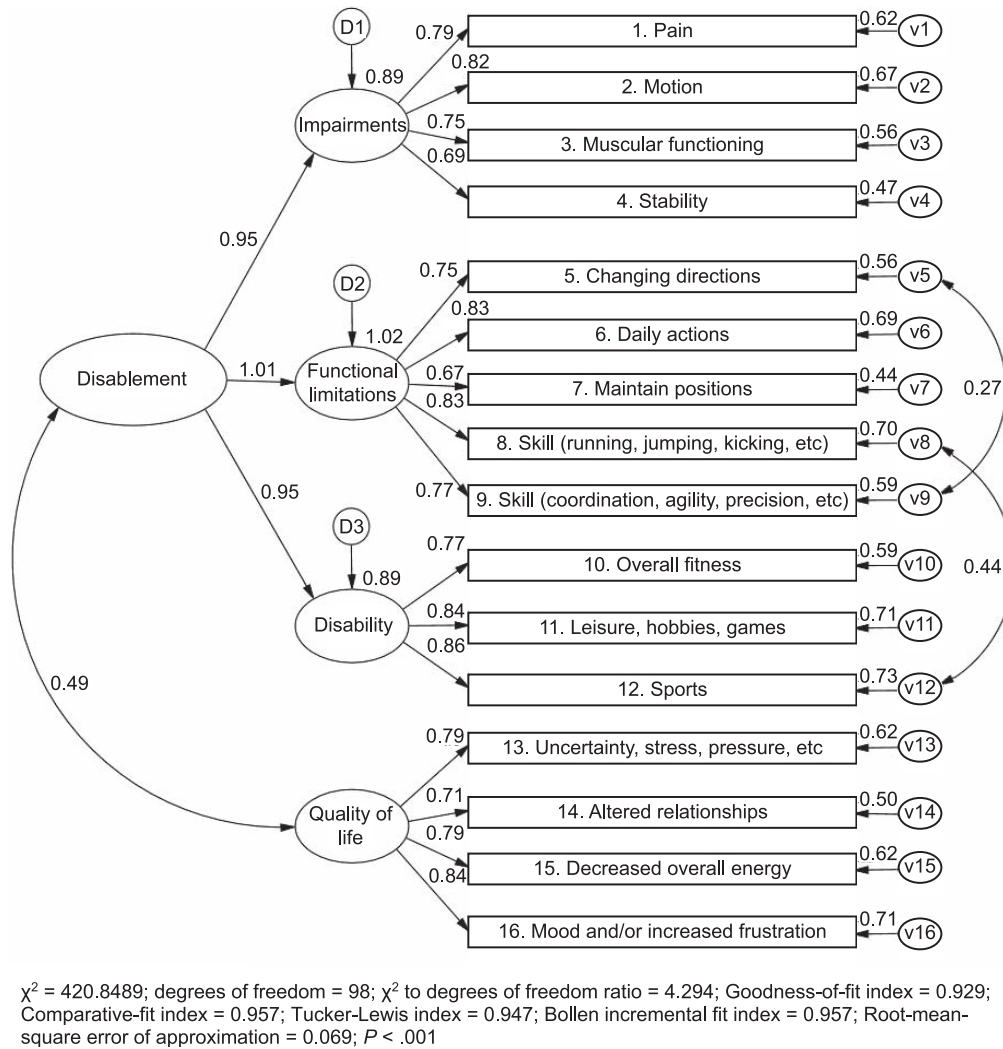 D1
0.89
Impairments
0.79
0.82
0.75
0.69
1. Pain
0.62
v1
2. Motion
0.67
v2
3. Muscular functioning
0.56
v3
4. Stability
0.47
v4
0.95
D2
1.02
Functional
limitations
0.75
0.83
0.67
0.83
0.77
5. Changing directions
0.56
v5
6. Daily actions
0.69
v6
7. Maintain positions
0.44
v7
8. Skill (running, jumping, kicking, etc)
0.70
v8
9. Skill (coordination, agility, precision, etc)
0.59
v9
0.27
0.44
Disablement
1.01
0.95
D3
0.89
Disability
0.77
0.84
0.86
10. Overall fitness
0.59
v10
11. Leisure, hobbies, games
0.71
v11
12. Sports
0.73
v12
0.49
Quality of
life
0.79
0.71
0.79
0.84
13. Uncertainty, stress, pressure, etc
0.62
v13
14. Altered relationships
0.50
v14
15. Decreased overall energy
0.62
v15
16. Mood and/or increased frustration
0.71
v16
χ² = 420.8489; degrees of freedom = 98; χ² to degrees of freedom ratio = 4.294; Goodness-of-fit index = 0.929;
Comparative-fit index = 0.957; Tucker-Lewis index = 0.947; Bollen incremental fit index = 0.957; Root-mean-
square error of approximation = 0.069; P < .001